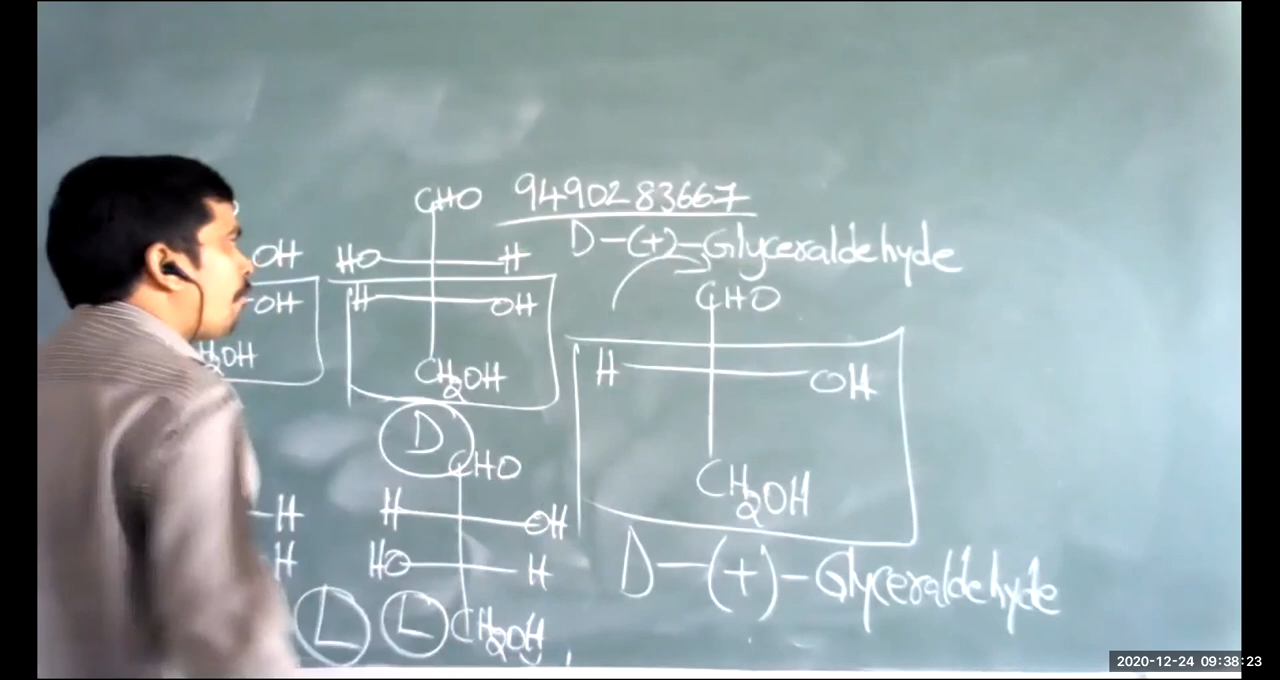 CHO 9490283667
D-(+)-Glyceraldehyde
OH HO H
CHO
OH H OH
H OH
H2OH CH2OH
D
CHO
CH2OH
H H OH
D-(+)-Glyceraldehyde
H HO H
L L CH2OH
2020-12-24 09:38:23